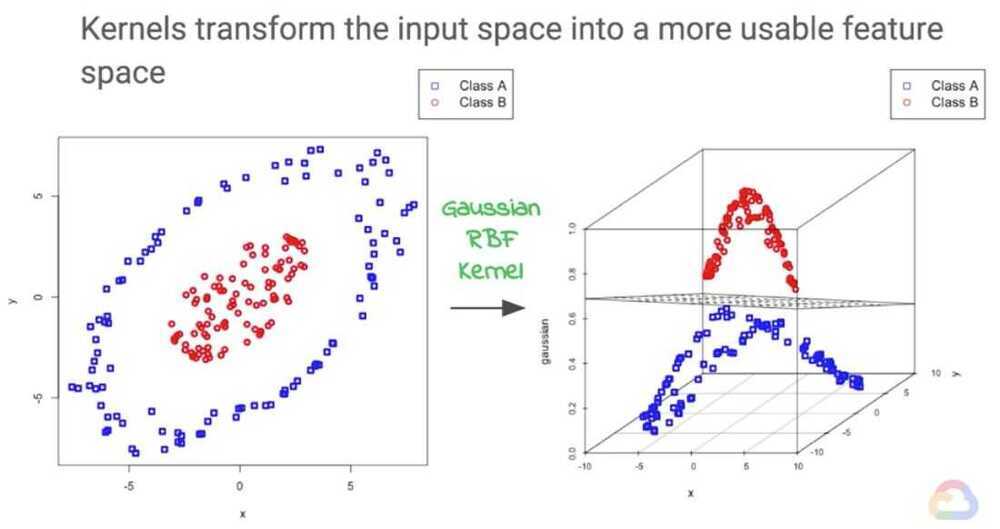 Kernels transform the input space into a more usable feature
space
Class A
Class B
Class A
Class B
Gaussian
RBF
Kernel
5
0
-5
y
-5
0
5
x
1.0
0.8
0.6
0.4
0.2
0.0
gaussian
-10
-5
0
5
10
x
10
5
0
-5
-10
y